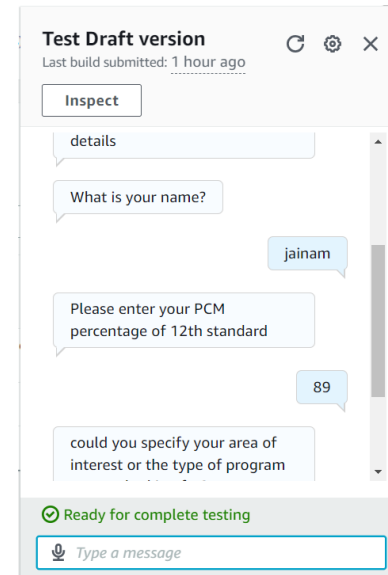 Test Draft version
Last build submitted: 1 hour ago
Inspect
details
What is your name?
jainam
Please enter your PCM
percentage of 12th standard
89
could you specify your area of
interest or the type of program
Ready for complete testing
Type a message